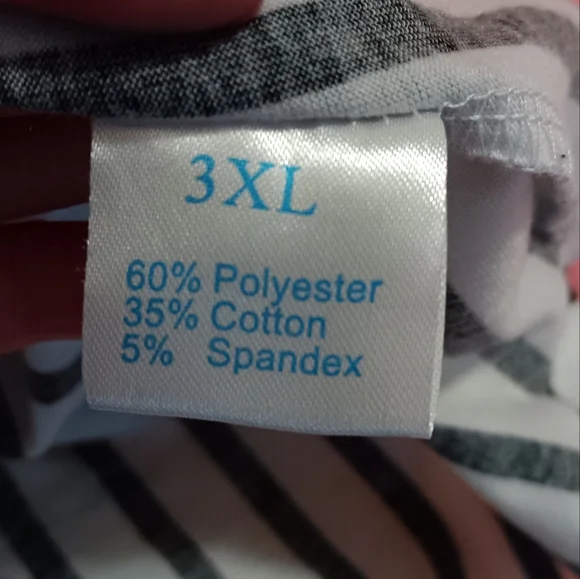 3XL
60% Polyester
35% Cotton
5% Spandex